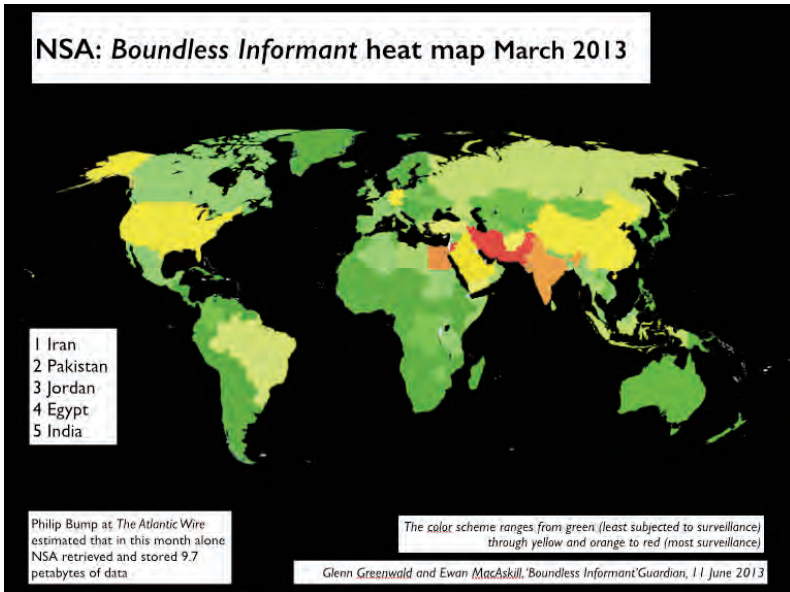 NSA: Boundless Informant heat map March 2013
1 Iran
2 Pakistan
3 Jordan
4 Egypt
5 India
Philip Bump at The Atlantic Wire
estimated that in this month alone
NSA retrieved and stored 9.7
petabytes of data
The color scheme ranges from green (least subjected to surveillance)
through yellow and orange to red (most surveillance)
Glenn Greenwald and Ewan MacAskill, 'Boundless Informant' Guardian, 11 June 2013